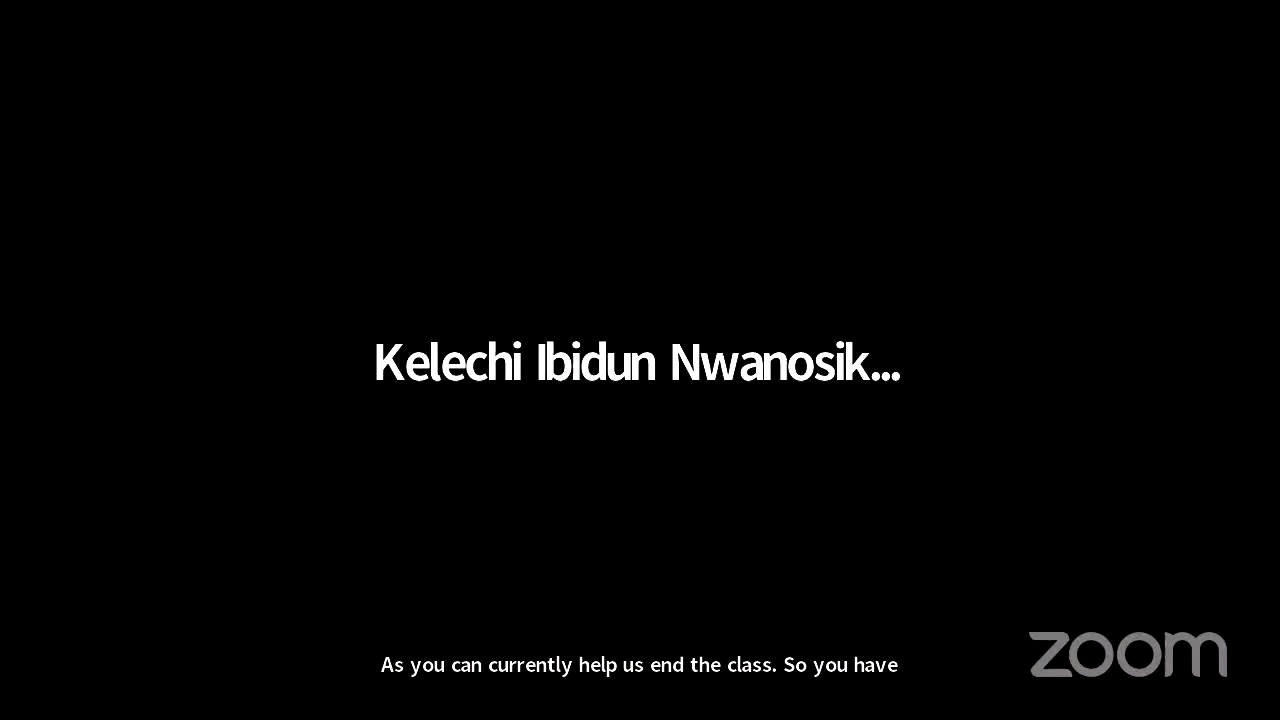 Kelechi Ibidun Nwanosik...
As you can currently help us end the class. So you have
zoom